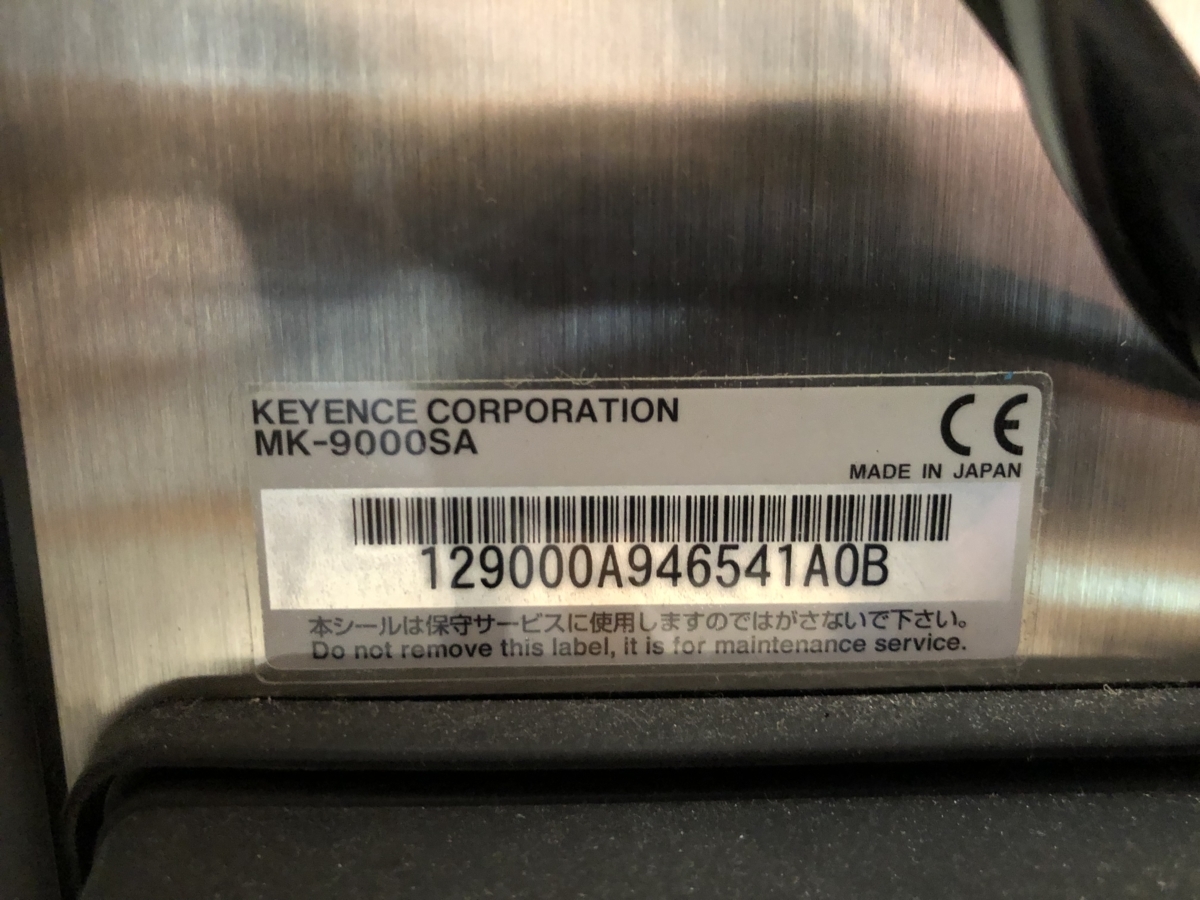 KEYENCE CORPORATION
MK-9000SA
CE
MADE IN JAPAN
129000A946541A0B
本シールは保守サービスに使用しますのではがさないで下さい。
Do not remove this label, it is for maintenance service.